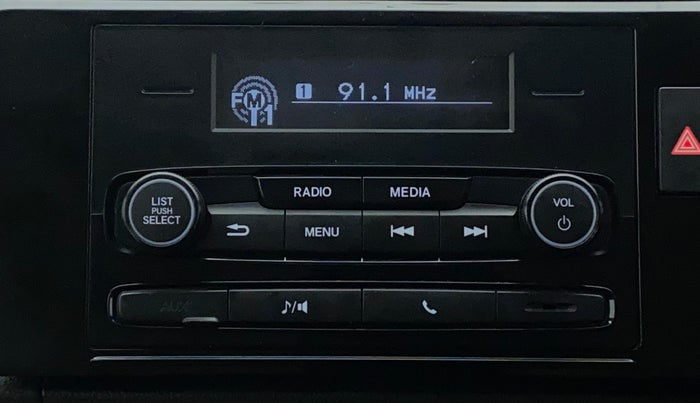 FM 1
1 91.1 MHz
LIST
PUSH
SELECT
RADIO
MEDIA
VOL
MENU
AUX